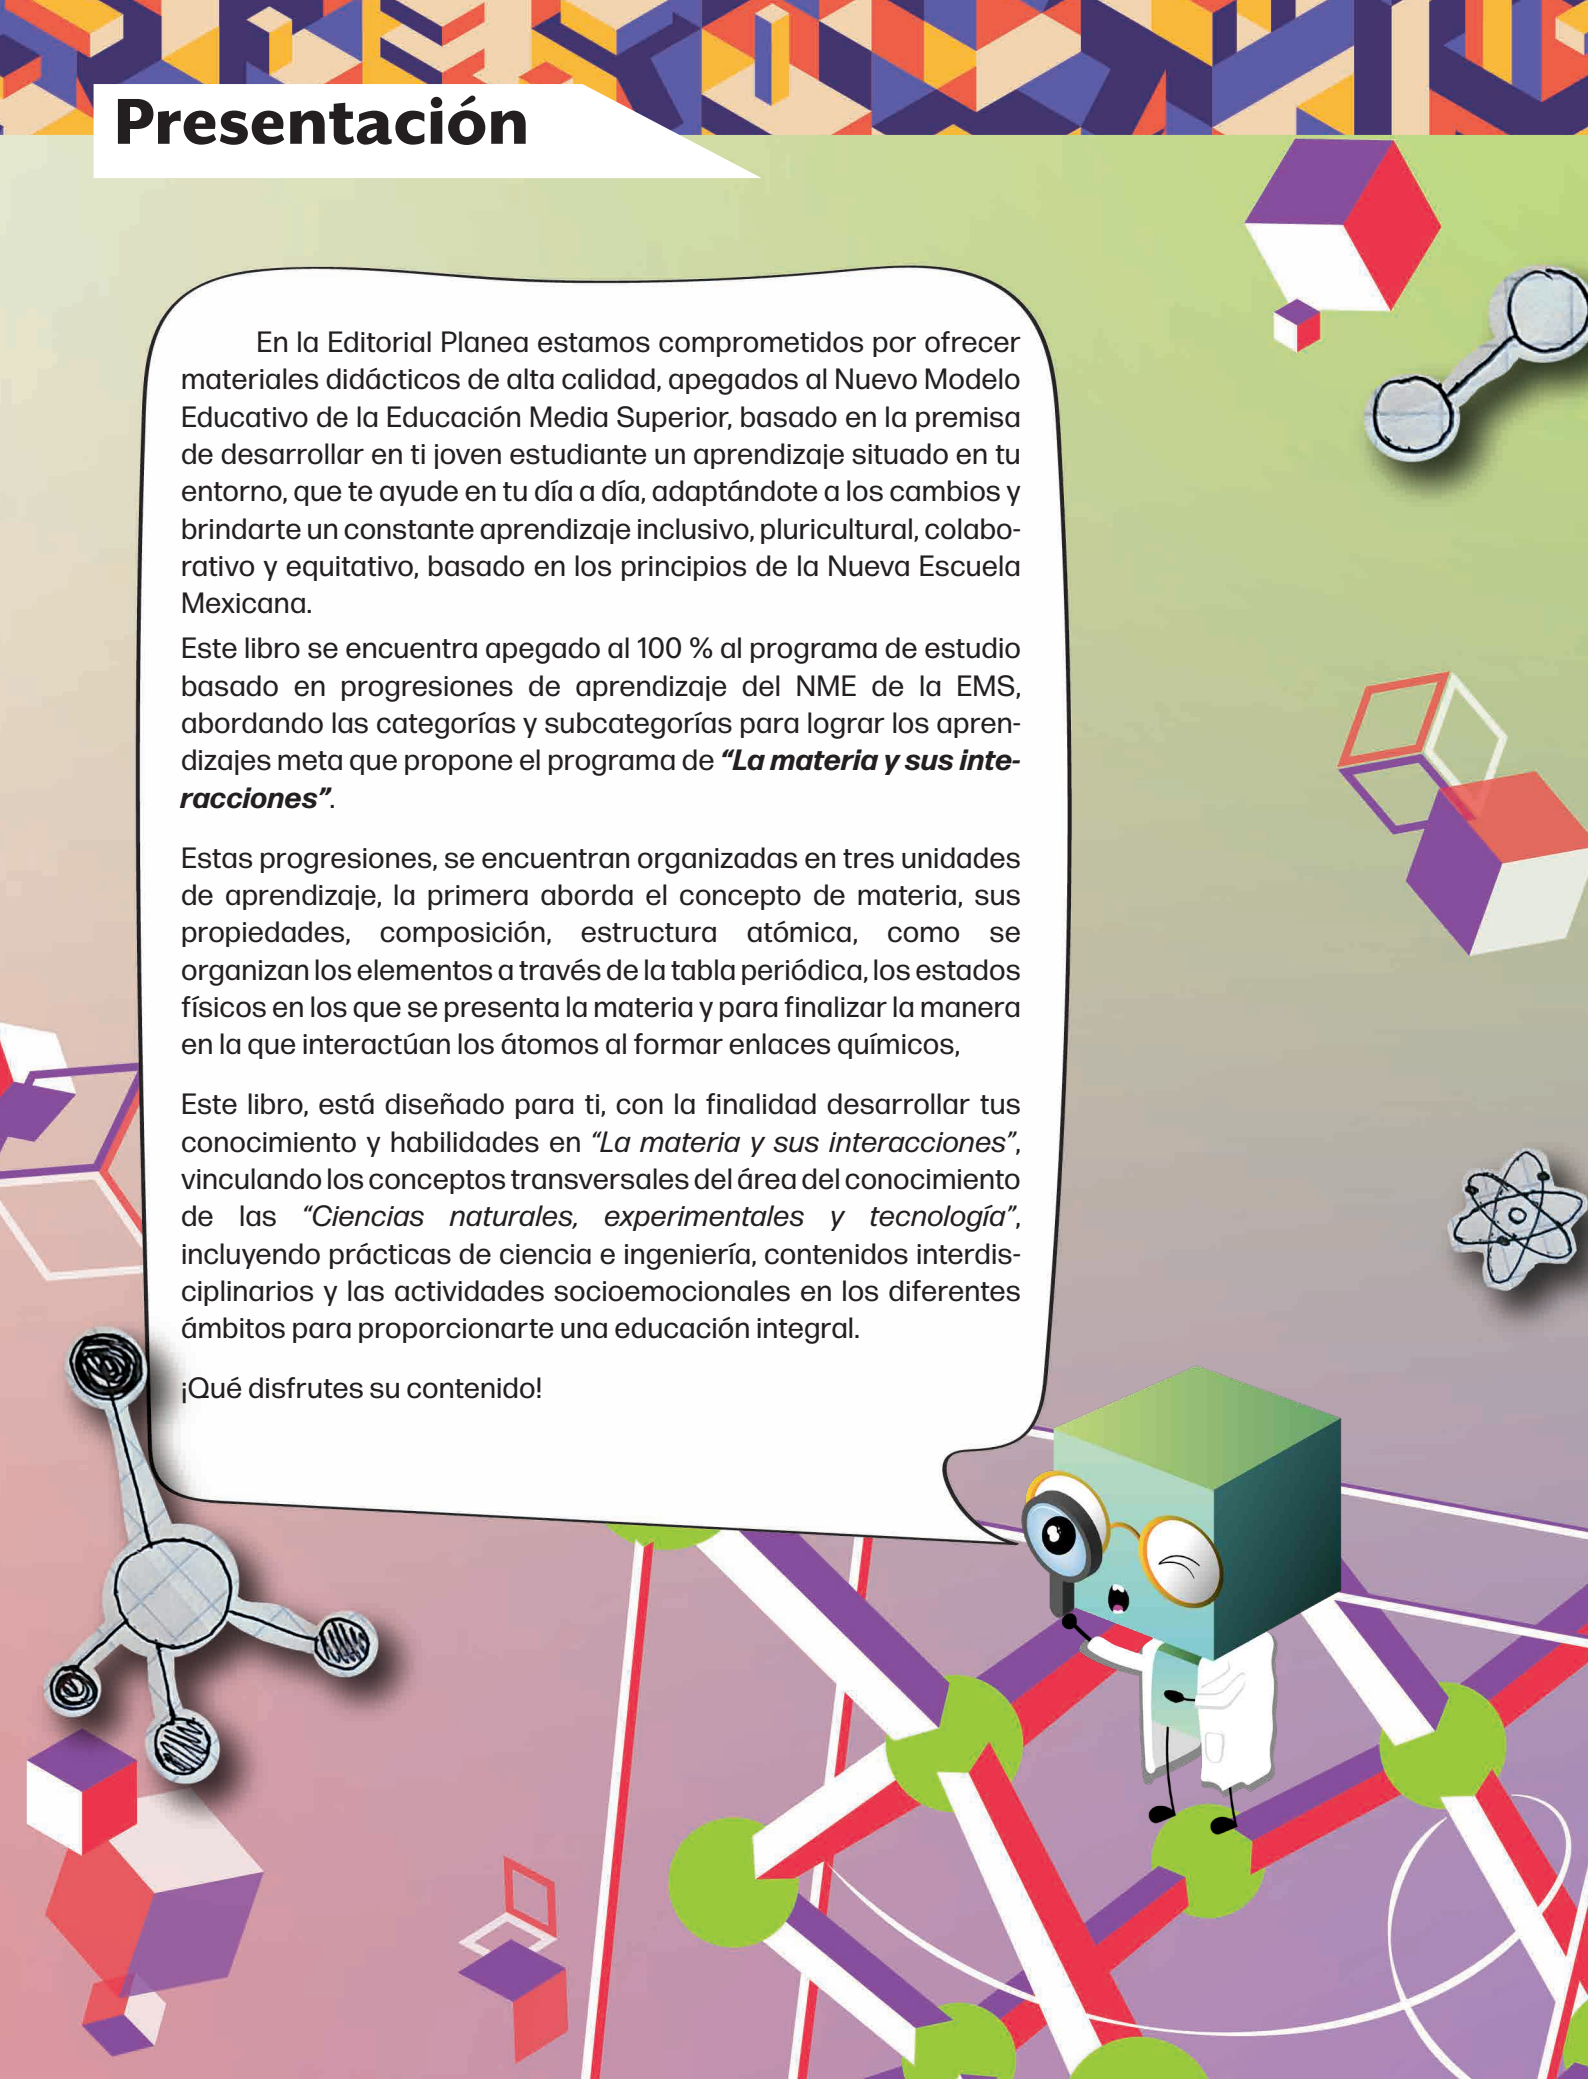 Presentación
En la Editorial Planea estamos comprometidos por ofrecer
materiales didácticos de alta calidad, apegados al Nuevo Modelo
Educativo de la Educación Media Superior, basado en la premisa
de desarrollar en ti joven estudiante un aprendizaje situado en tu
entorno, que te ayude en tu día a día, adaptándote a los cambios y
brindarte un constante aprendizaje inclusivo, pluricultural, colabo-
rativo y equitativo, basado en los principios de la Nueva Escuela
Mexicana.
Este libro se encuentra apegado al 100 % al programa de estudio
basado en progresiones de aprendizaje del NME de la EMS,
abordando las categorías y subcategorías para lograr los apren-
dizajes meta que propone el programa de “La materia y sus inte-
racciones”.
Estas progresiones, se encuentran organizadas en tres unidades
de aprendizaje, la primera aborda el concepto de materia, sus
propiedades, composición, estructura atómica, como se
organizan los elementos a través de la tabla periódica, los estados
físicos en los que se presenta la materia y para finalizar la manera
en la que interactúan los átomos al formar enlaces químicos,
Este libro, está diseñado para ti, con la finalidad desarrollar tus
conocimiento y habilidades en “La materia y sus interacciones”,
vinculando los conceptos transversales del área del conocimiento
de las “Ciencias naturales, experimentales y tecnología”,
incluyendo prácticas de ciencia e ingeniería, contenidos interdis-
ciplinarios y las actividades socioemocionales en los diferentes
ámbitos para proporcionarte una educación integral.
¡Qué disfrutes su contenido!